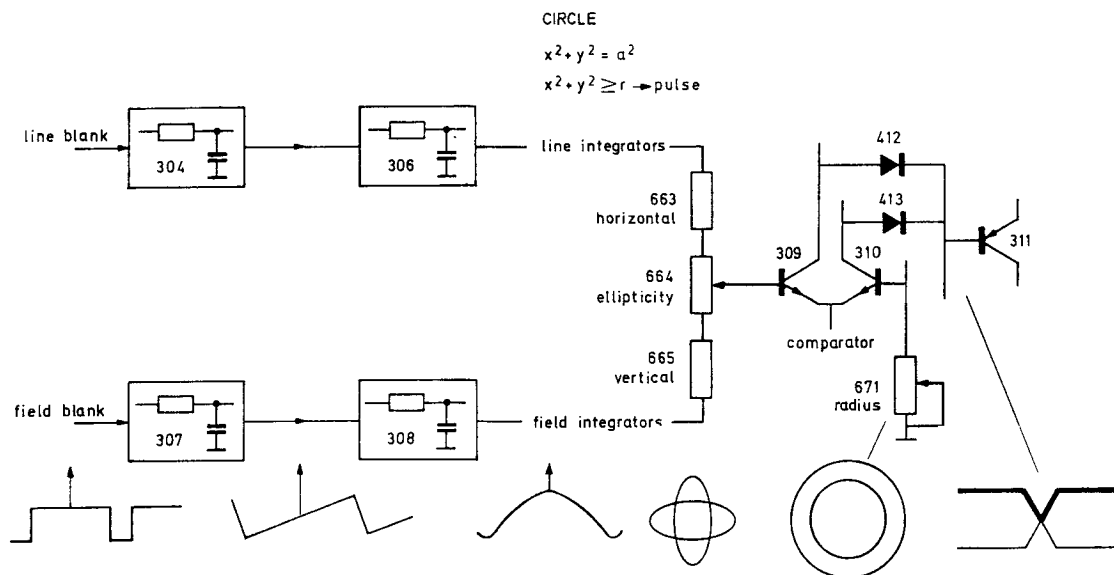 CIRCLE
x² + y² = a²
x² + y² ≥ r → pulse
line blank
304
306
line integrators
663
horizontal
664
ellipticity
665
vertical
309
310
412
413
311
comparator
671
radius
field blank
307
308
field integrators